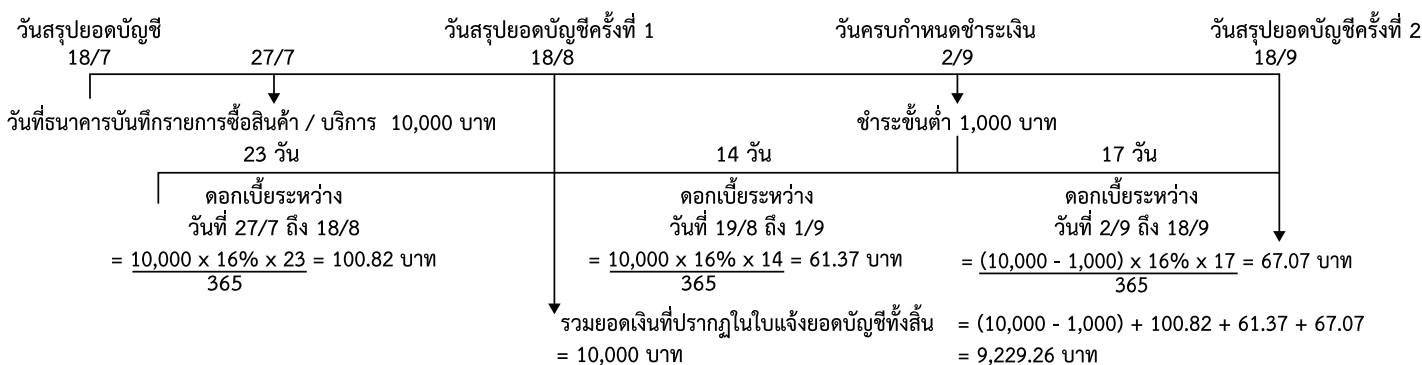 วันสรุปยอดบัญชี วันสรุปยอดบัญชีครั้งที่ 1 วันครบกำหนดชำระเงิน วันสรุปยอดบัญชีครั้งที่ 2
18/7 27/7 18/8 2/9 18/9
วันที่ธนาคารบันทึกรายการซื้อสินค้า / บริการ 10,000 บาท ชำระขั้นต่ำ 1,000 บาท
23 วัน 14 วัน 17 วัน
ดอกเบี้ยระหว่าง ดอกเบี้ยระหว่าง ดอกเบี้ยระหว่าง
วันที่ 27/7 ถึง 18/8 วันที่ 19/8 ถึง 1/9 วันที่ 2/9 ถึง 18/9
= 10,000 x 16% x 23 = 100.82 บาท = 10,000 x 16% x 14 = 61.37 บาท = (10,000 - 1,000) x 16% x 17 = 67.07 บาท
365 365 365
รวมยอดเงินที่ปรากฏในใบแจ้งยอดบัญชีทั้งสิ้น = (10,000 - 1,000) + 100.82 + 61.37 + 67.07
= 10,000 บาท = 9,229.26 บาท